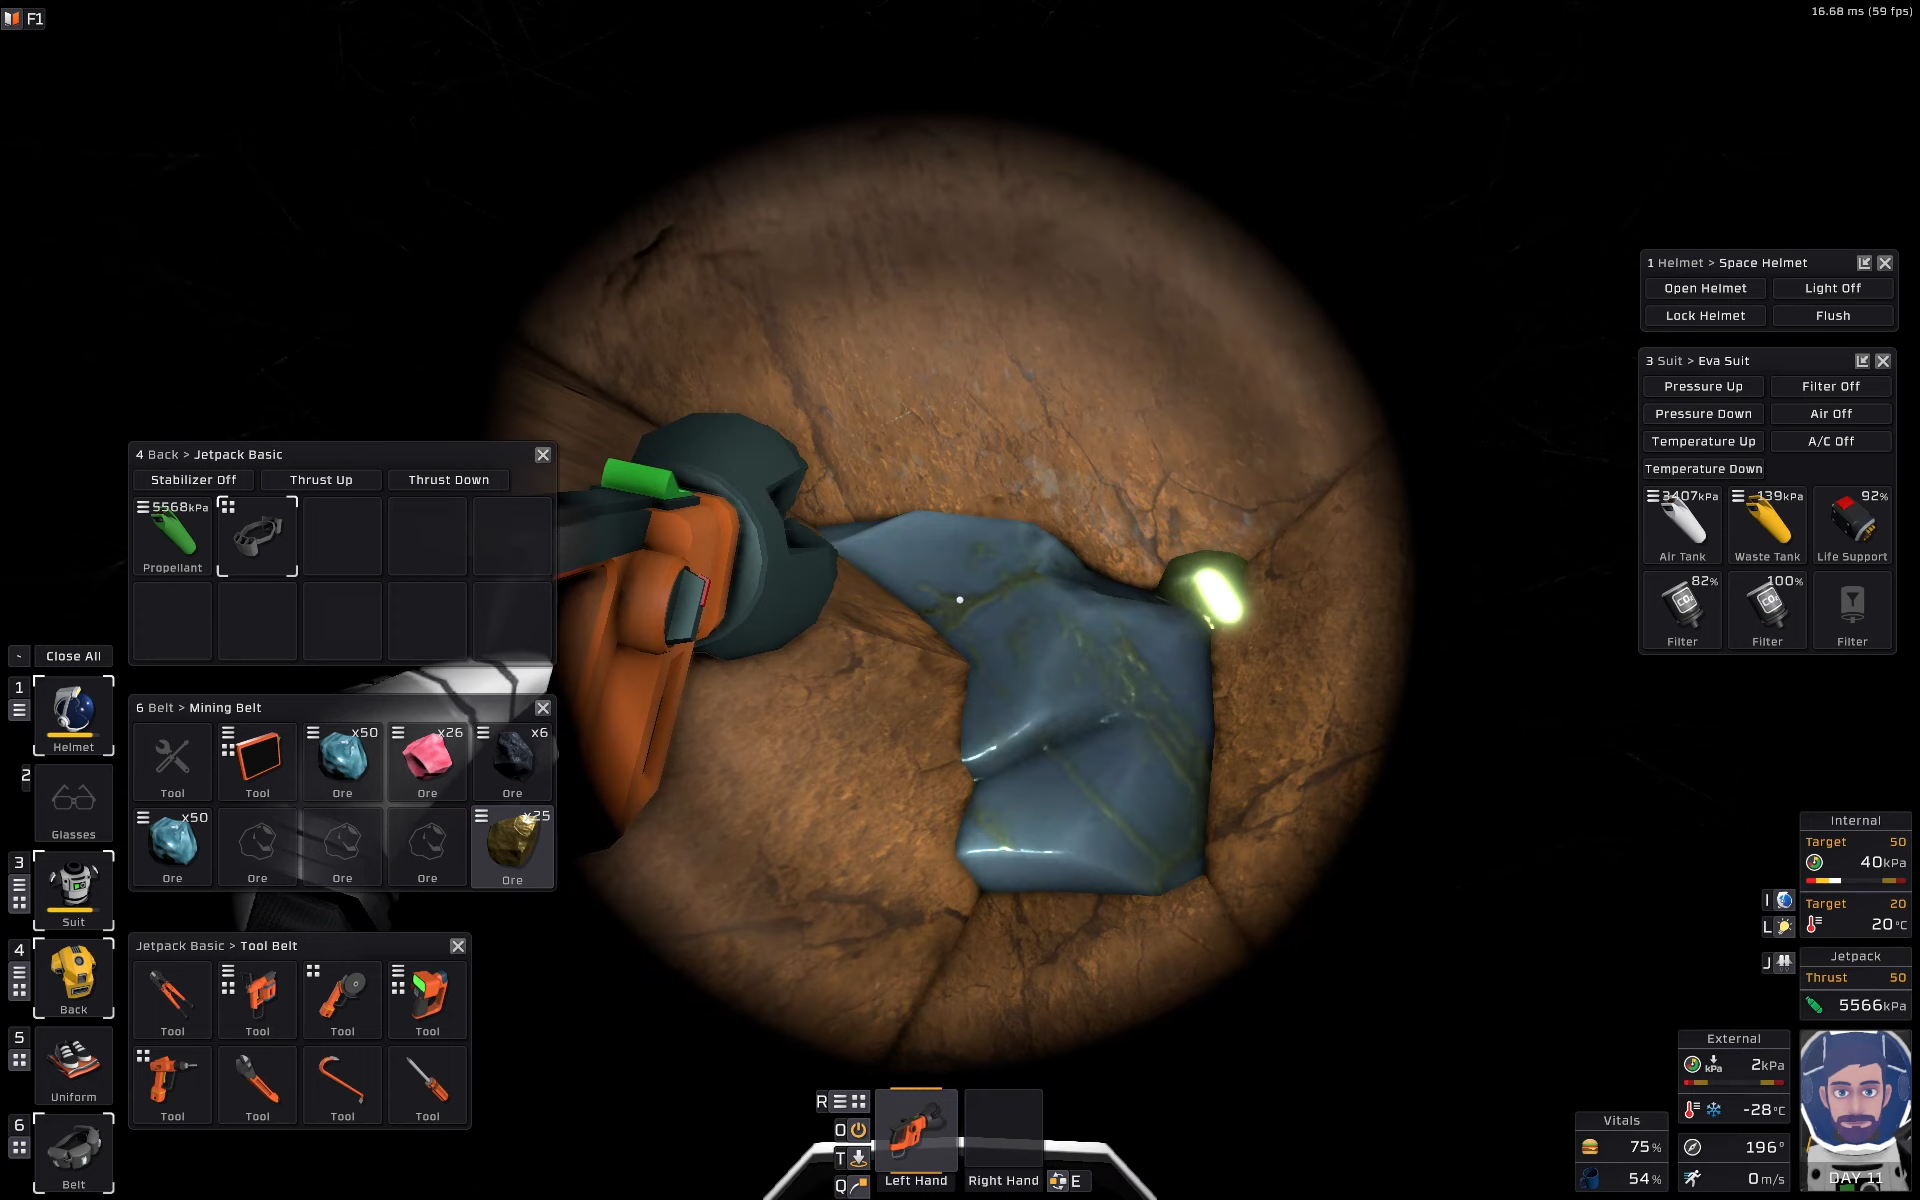 F1
16.68 ms (59 fps)
1 Helmet > Space Helmet
Open Helmet
Light Off
Lock Helmet
Flush
3 Suit > Eva Suit
Pressure Up
Filter Off
Pressure Down
Air Off
Temperature Up
A/C Off
Temperature Down
3407kPa
139kPa
92%
Air Tank
Waste Tank
Life Support
82%
100%
CO₂
CO₂
Filter
Filter
Filter
4 Back > Jetpack Basic
Stabilizer Off
Thrust Up
Thrust Down
5568kPa
Propellant
~
Close All
6 Belt > Mining Belt
x50
x26
x6
Tool
Tool
Ore
Ore
Ore
x50
x25
Ore
Ore
Ore
Ore
Ore
Jetpack Basic > Tool Belt
Tool
Tool
Tool
Tool
Tool
Tool
Tool
Tool
1
Helmet
2
Glasses
3
Suit
4
Back
5
Uniform
6
Belt
R
O
T
Q
Left Hand
Right Hand
E
Internal
Target 50
40kPa
Target 20
20°C
I
L
J
Jetpack
Thrust 50
5566kPa
External
kPa
2kPa
-28°C
Vitals
75%
196°
54%
0m/s
DAY 11